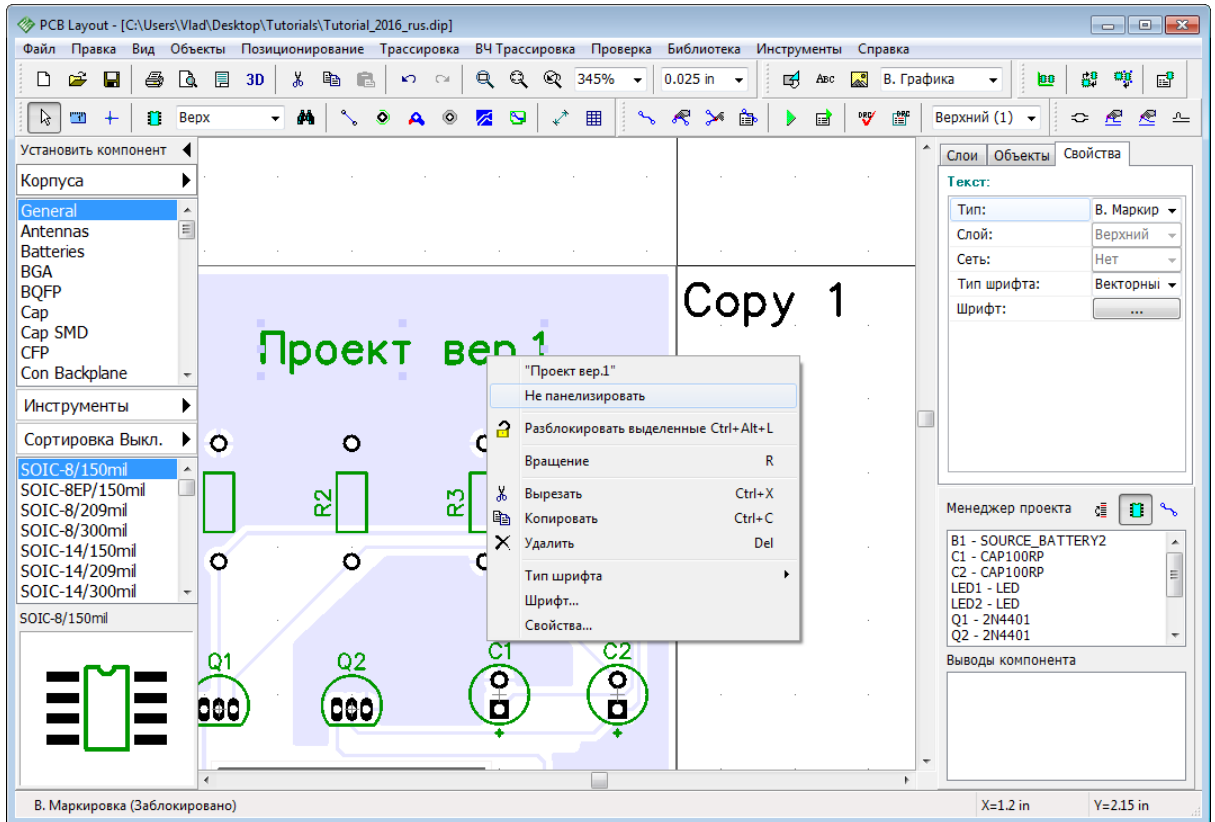 PCB Layout - [C:\Users\Vlad\Desktop\Tutorials\Tutorial_2016_rus.dip]
Файл Правка Вид Объекты Позиционирование Трассировка ВЧ Трассировка Проверка Библиотека Инструменты Справка
3D 345% 0.025 in ABC В. Графика
Верх DRC DRC Верхний (1)
Установить компонент
Корпуса
General
Antennas
Batteries
BGA
BQFP
Cap
Cap SMD
CFP
Con Backplane
Инструменты
Сортировка Выкл.
SOIC-8/150mil
SOIC-8EP/150mil
SOIC-8/209mil
SOIC-8/300mil
SOIC-14/150mil
SOIC-14/209mil
SOIC-14/300mil
SOIC-8/150mil
Copy 1
Проект вер.1
R2
R3
Q1
Q2
C1
C2
"Проект вер.1"
Не панелизировать
Разблокировать выделенные Ctrl+Alt+L
Вращение R
Вырезать Ctrl+X
Копировать Ctrl+C
Удалить Del
Тип шрифта
Шрифт...
Свойства...
Слои Объекты Свойства
Текст:
Тип: В. Маркир
Слой: Верхний
Сеть: Нет
Тип шрифта: Векторны
Шрифт: ...
Менеджер проекта
B1 - SOURCE_BATTERY2
C1 - CAP100RP
C2 - CAP100RP
LED1 - LED
LED2 - LED
Q1 - 2N4401
Q2 - 2N4401
Выводы компонента
В. Маркировка (Заблокировано)
X=1.2 in Y=2.15 in